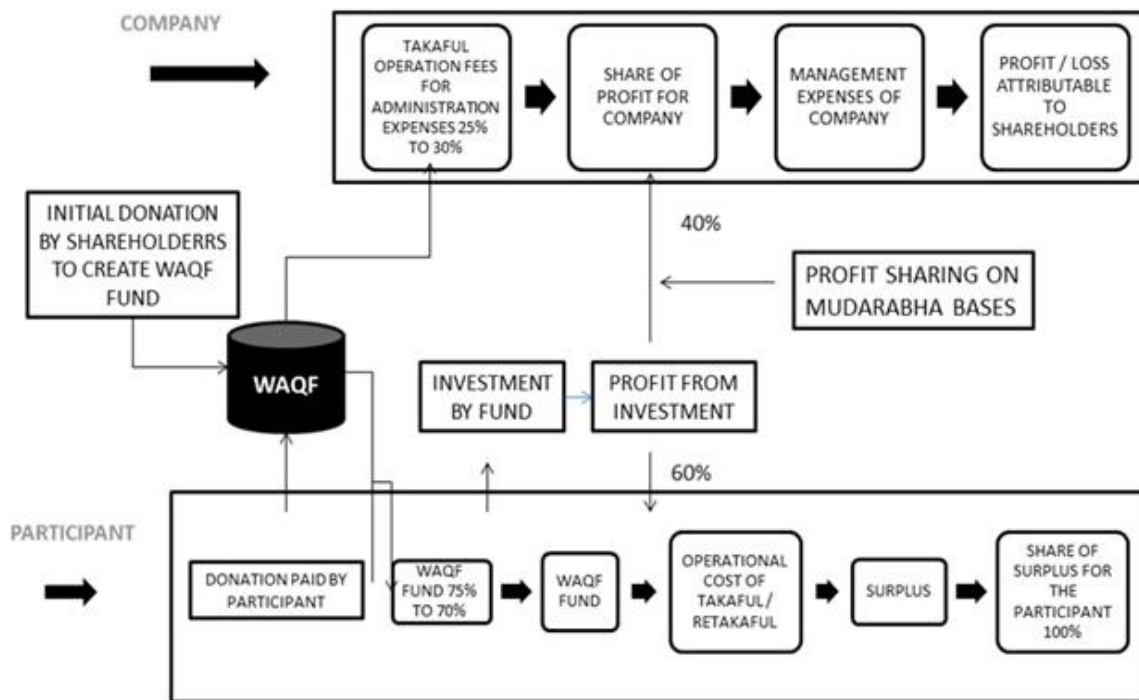 COMPANY
TAKAFUL
OPERATION FEES
FOR
ADMINISTRATION
EXPENSES 25%
TO 30%
SHARE OF
PROFIT FOR
COMPANY
MANAGEMENT
EXPENSES OF
COMPANY
PROFIT / LOSS
ATTRIBUTABLE
TO
SHAREHOLDERS
INITIAL DONATION
BY SHAREHOLDERRS
TO CREATE WAQF
FUND
40%
PROFIT SHARING ON
MUDARABHA BASES
WAQF
INVESTMENT
BY FUND
PROFIT FROM
INVESTMENT
60%
PARTICIPANT
DONATION PAID BY
PARTICIPANT
WAQF
FUND 75%
TO 70%
WAQF
FUND
OPERATIONAL
COST OF
TAKAFUL/
RETAKAFUL
SURPLUS
SHARE OF
SURPLUS FOR
THE
PARTICIPANT
100%